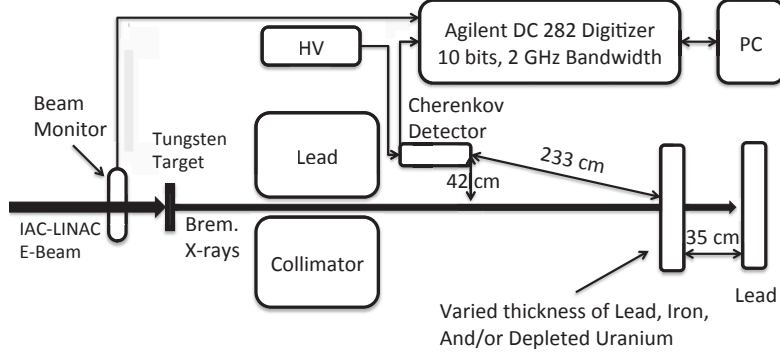 Agilent DC 282 Digitizer
10 bits, 2 GHz Bandwidth
PC
HV
Beam
Monitor
Tungsten
Target
Cherenkov
Detector
Lead
233 cm
42 cm
IAC-LINAC
E-Beam
Brem.
X-rays
Collimator
35 cm
Lead
Varied thickness of Lead, Iron,
And/or Depleted Uranium